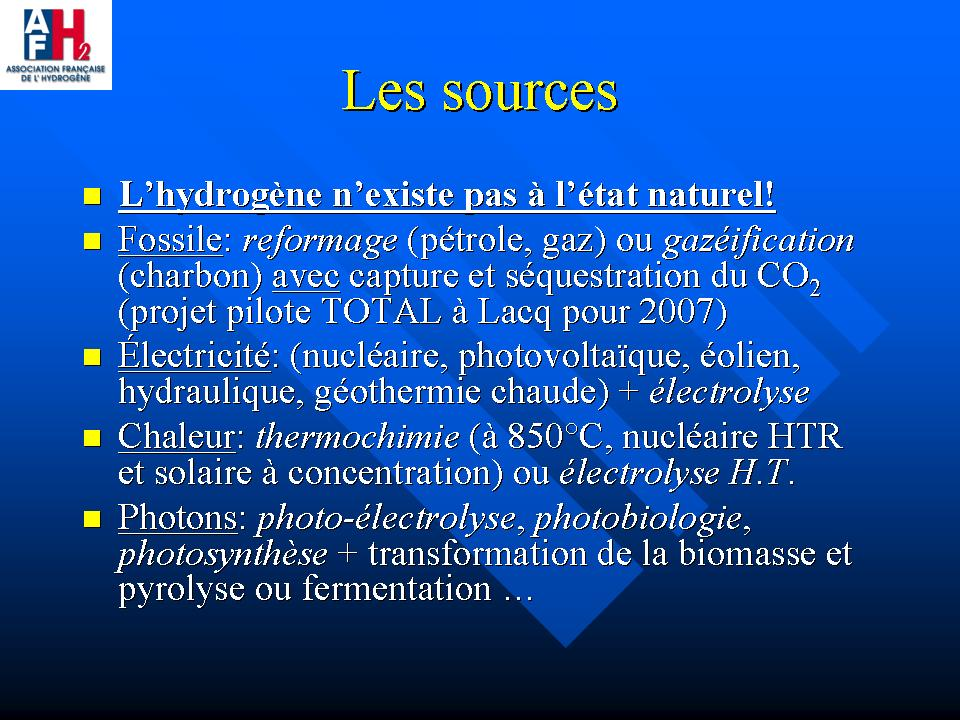 AFH2
ASSOCIATION FRANÇAISE
DE L' HYDROGÈNE
Les sources
L’hydrogène n’existe pas à l’état naturel!
Fossile: reformage (pétrole, gaz) ou gazéification
(charbon) avec capture et séquestration du CO2
(projet pilote TOTAL à Lacq pour 2007)
Électricité: (nucléaire, photovoltaïque, éolien,
hydraulique, géothermie chaude) + électrolyse
Chaleur: thermochimie (à 850°C, nucléaire HTR
et solaire à concentration) ou électrolyse H.T.
Photons: photo-électrolyse, photobiologie,
photosynthèse + transformation de la biomasse et
pyrolyse ou fermentation …